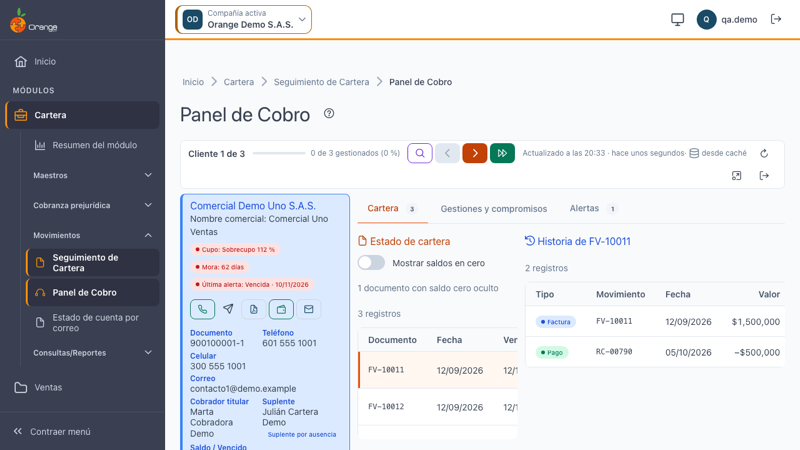 Orange
Inicio
MÓDULOS
Cartera
Resumen del módulo
Maestros
Cobranza prejurídica
Movimientos
Seguimiento de
Cartera
Panel de Cobro
Estado de cuenta por
correo
Consultas/Reportes
Ventas
Contraer menú
OD
Compañía activa
Orange Demo S.A.S.
Q
qa.demo
Inicio
Cartera
Seguimiento de Cartera
Panel de Cobro
Panel de Cobro
Cliente 1 de 3
0 de 3 gestionados (0 %)
Actualizado a las 20:33 · hace unos segundos·
desde caché
Comercial Demo Uno S.A.S.
Nombre comercial: Comercial Uno
Ventas
Cupo: Sobrecupo 112 %
Mora: 62 días
Última alerta: Vencida · 10/11/2026
Documento
Teléfono
900100001-1
601 555 1001
Celular
300 555 1001
Correo
contacto1@demo.example
Cobrador titular
Suplente
Marta
Cobradora
Demo
Julián Cartera
Demo
Suplente por ausencia
Saldo / Vencido
Cartera
3
Gestiones y compromisos
Alertas
1
Estado de cartera
Mostrar saldos en cero
1 documento con saldo cero oculto
3 registros
Documento
Fecha
Ver
FV-10011
12/09/2026
12/1
FV-10012
12/09/2026
12/1
Historia de FV-10011
2 registros
Tipo
Movimiento
Fecha
Valor
Factura
FV-10011
12/09/2026
$1,500,000
Pago
RC-00790
05/10/2026
−$500,000